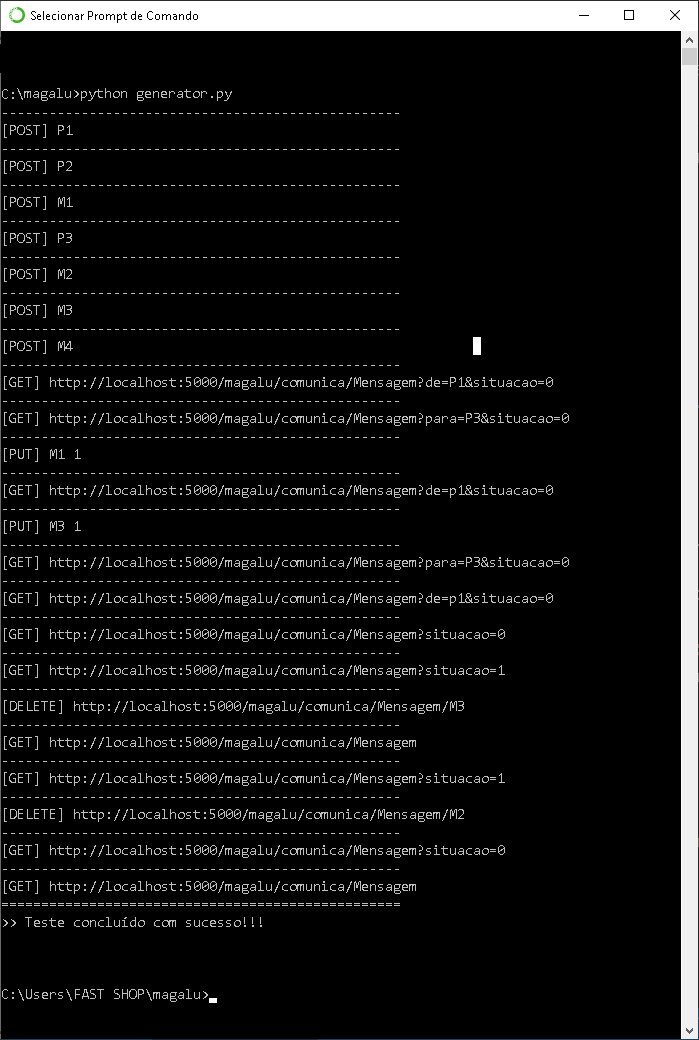 Selecionar Prompt de Comando
C:\magalu>python generator.py
--------------------------------------------------
[POST] P1
--------------------------------------------------
[POST] P2
--------------------------------------------------
[POST] M1
--------------------------------------------------
[POST] P3
--------------------------------------------------
[POST] M2
--------------------------------------------------
[POST] M3
--------------------------------------------------
[POST] M4
--------------------------------------------------
[GET] http://localhost:5000/magalu/comunica/Mensagem?de=P1&situacao=0
--------------------------------------------------
[GET] http://localhost:5000/magalu/comunica/Mensagem?para=P3&situacao=0
--------------------------------------------------
[PUT] M1 1
--------------------------------------------------
[GET] http://localhost:5000/magalu/comunica/Mensagem?de=p1&situacao=0
--------------------------------------------------
[PUT] M3 1
--------------------------------------------------
[GET] http://localhost:5000/magalu/comunica/Mensagem?para=P3&situacao=0
--------------------------------------------------
[GET] http://localhost:5000/magalu/comunica/Mensagem?de=p1&situacao=0
--------------------------------------------------
[GET] http://localhost:5000/magalu/comunica/Mensagem?situacao=0
--------------------------------------------------
[GET] http://localhost:5000/magalu/comunica/Mensagem?situacao=1
--------------------------------------------------
[DELETE] http://localhost:5000/magalu/comunica/Mensagem/M3
--------------------------------------------------
[GET] http://localhost:5000/magalu/comunica/Mensagem
--------------------------------------------------
[GET] http://localhost:5000/magalu/comunica/Mensagem?situacao=1
--------------------------------------------------
[DELETE] http://localhost:5000/magalu/comunica/Mensagem/M2
--------------------------------------------------
[GET] http://localhost:5000/magalu/comunica/Mensagem?situacao=0
--------------------------------------------------
[GET] http://localhost:5000/magalu/comunica/Mensagem
==================================================
>> Teste concluído com sucesso!!!
C:\Users\FAST SHOP\magalu>